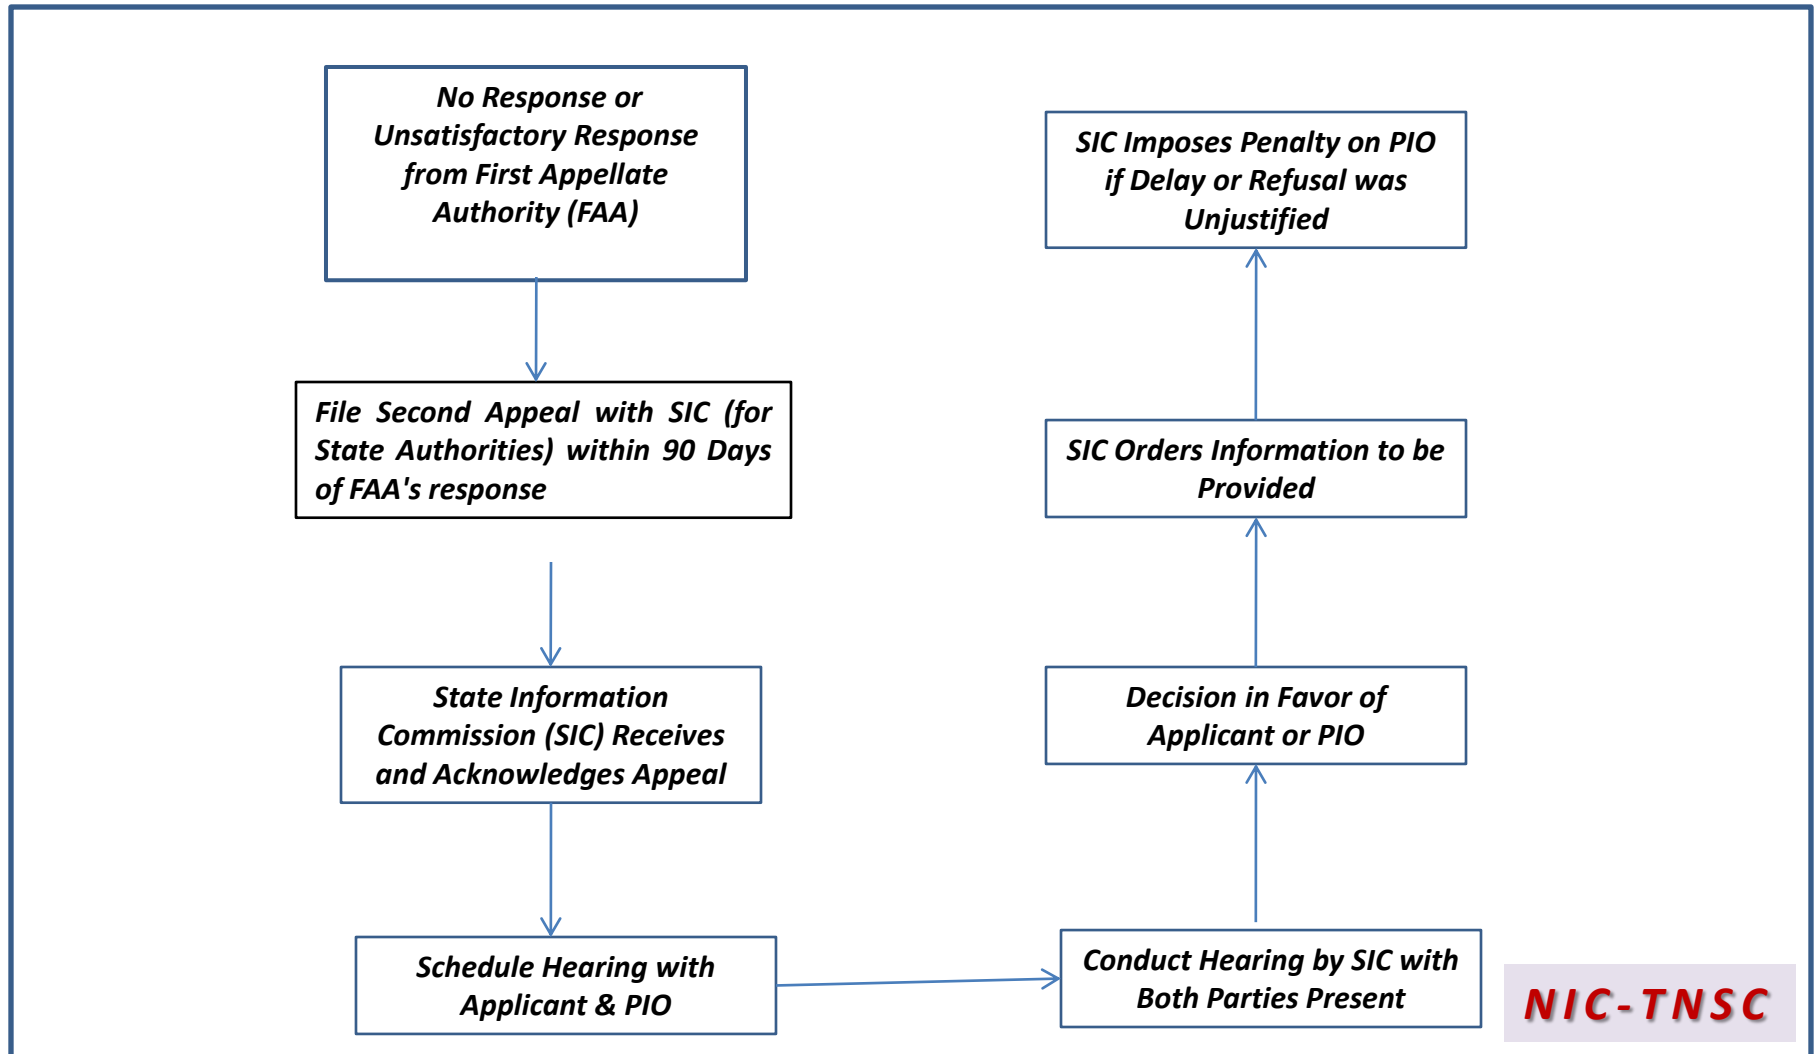 No Response or
Unsatisfactory Response
from First Appellate
Authority (FAA)
File Second Appeal with SIC (for
State Authorities) within 90 Days
of FAA's response
State Information
Commission (SIC) Receives
and Acknowledges Appeal
Schedule Hearing with
Applicant & PIO
Conduct Hearing by SIC with
Both Parties Present
Decision in Favor of
Applicant or PIO
SIC Orders Information to be
Provided
SIC Imposes Penalty on PIO
if Delay or Refusal was
Unjustified
NIC-TNSC